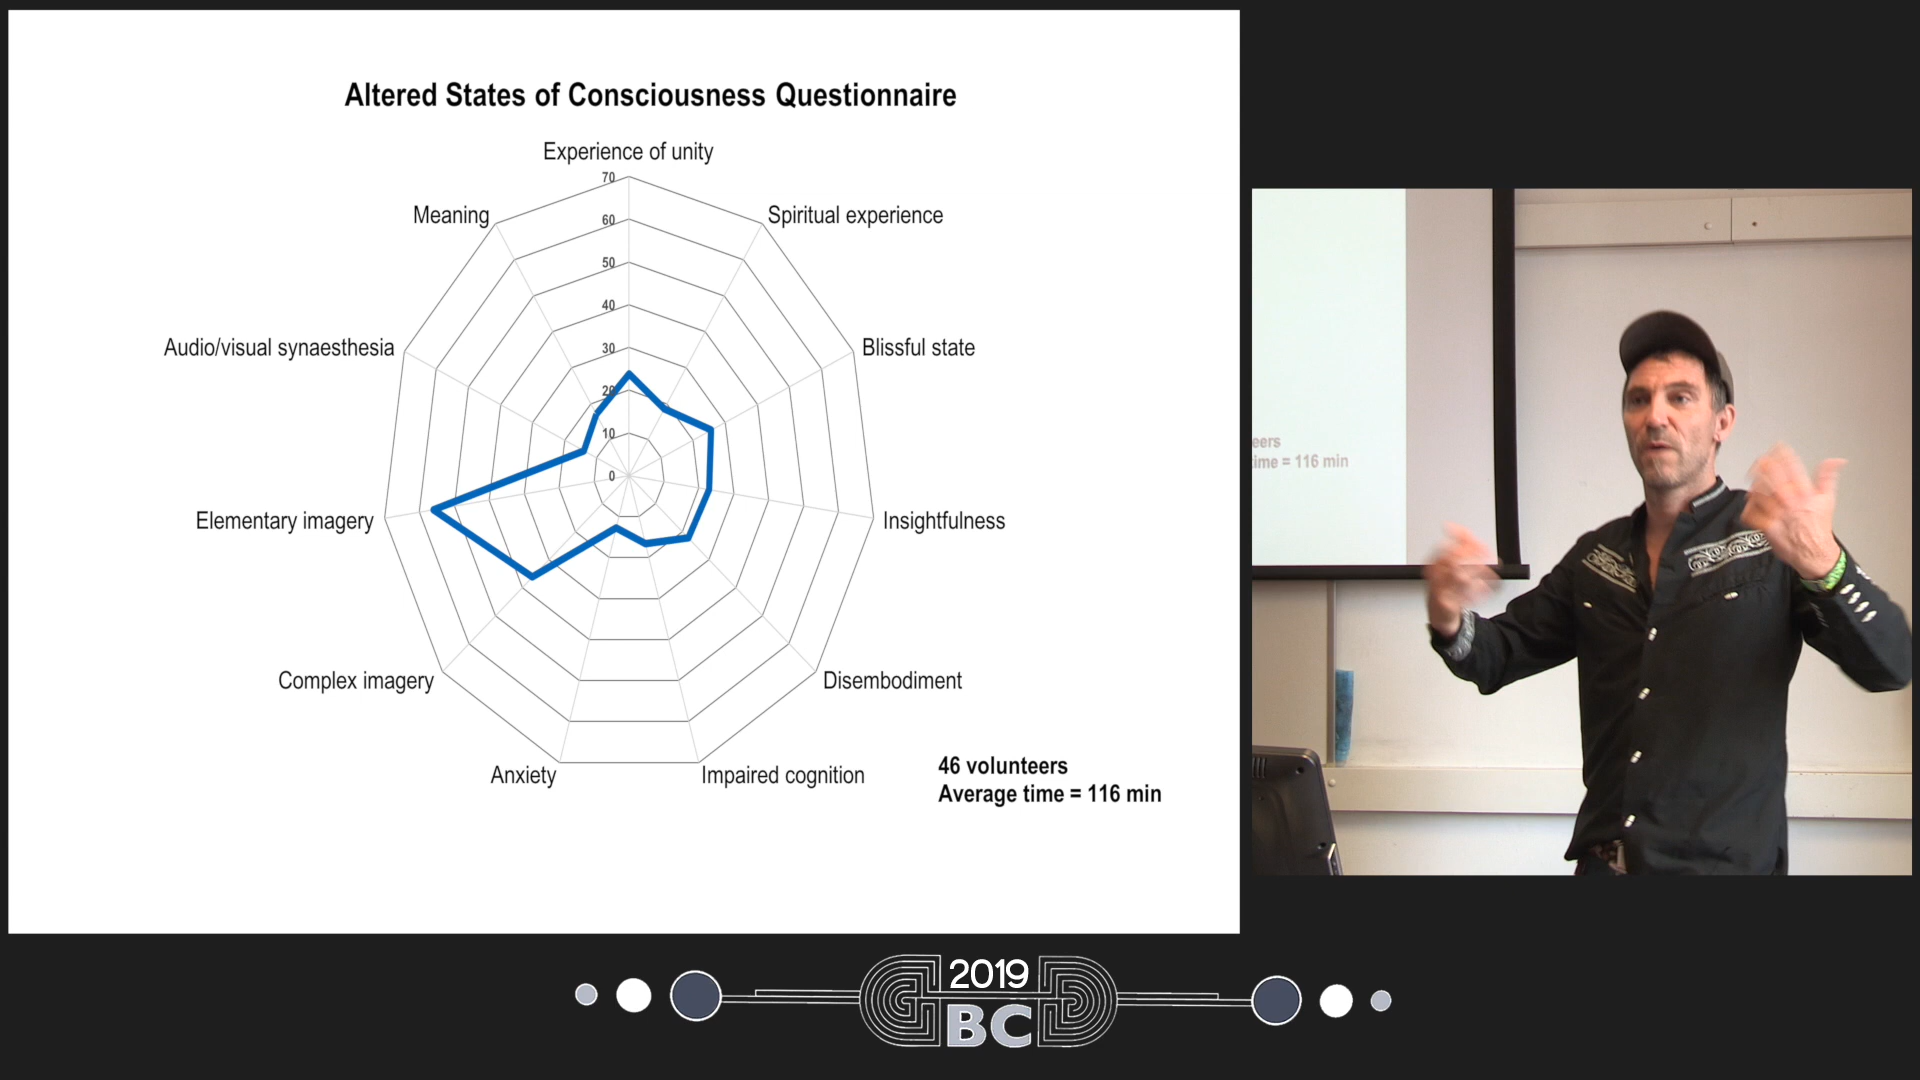 Altered States of Consciousness Questionnaire
Experience of unity
70
Meaning
Spiritual experience
60
50
40
Audio/visual synaesthesia
30
Blissful state
20
10
0
Elementary imagery
Insightfulness
Complex imagery
Disembodiment
Anxiety
Impaired cognition
46 volunteers
Average time = 116 min
eers
ime = 116 min
2019
BC